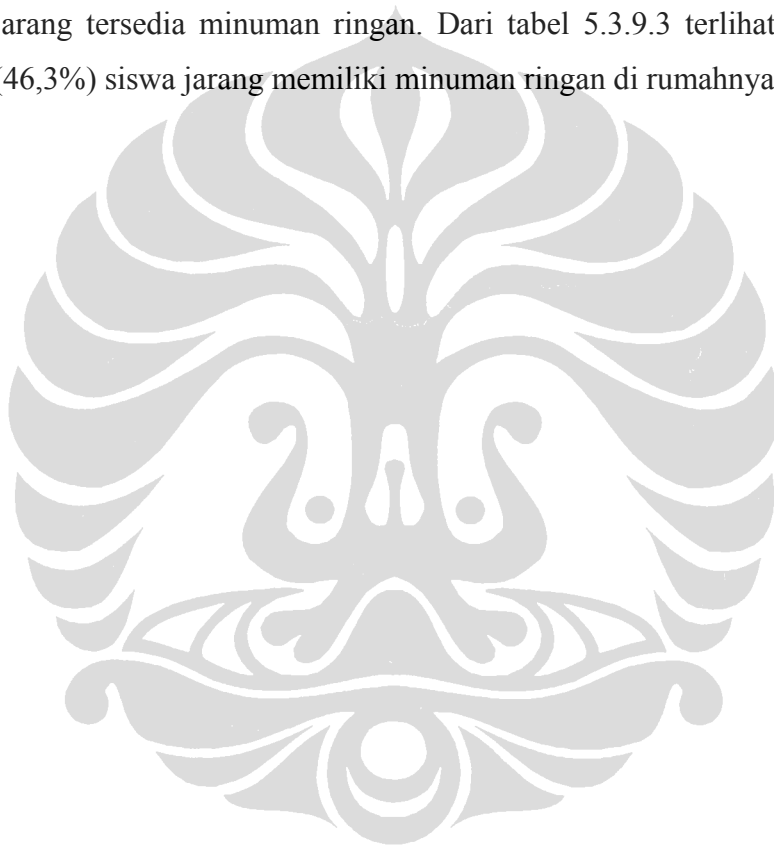 arang tersedia minuman ringan. Dari tabel 5.3.9.3 terlihat
(46,3%) siswa jarang memiliki minuman ringan di rumahnya